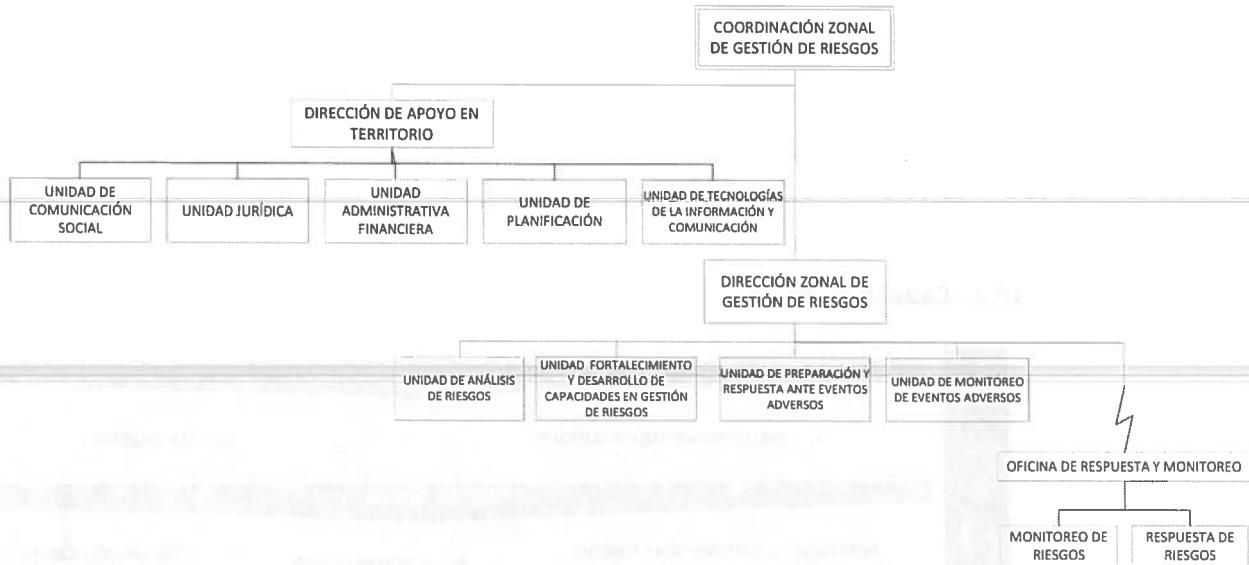 COORDINACIÓN ZONAL
DE GESTIÓN DE RIESGOS
DIRECCIÓN DE APOYO EN
TERRITORIO
UNIDAD DE
COMUNICACIÓN
SOCIAL
UNIDAD JURÍDICA
UNIDAD
ADMINISTRATIVA
FINANCIERA
UNIDAD DE
PLANIFICACIÓN
UNIDAD DE TECNOLOGÍAS
DE LA INFORMACIÓN Y
COMUNICACIÓN
DIRECCIÓN ZONAL DE
GESTIÓN DE RIESGOS
UNIDAD DE ANÁLISIS
DE RIESGOS
UNIDAD FORTALECIMIENTO
Y DESARROLLO DE
CAPACIDADES EN GESTIÓN
DE RIESGOS
UNIDAD DE PREPARACIÓN Y
RESPUESTA ANTE EVENTOS
ADVERSOS
UNIDAD DE MONITOREO
DE EVENTOS ADVERSOS
OFICINA DE RESPUESTA Y MONITOREO
MONITOREO DE
RIESGOS
RESPUESTA DE
RIESGOS